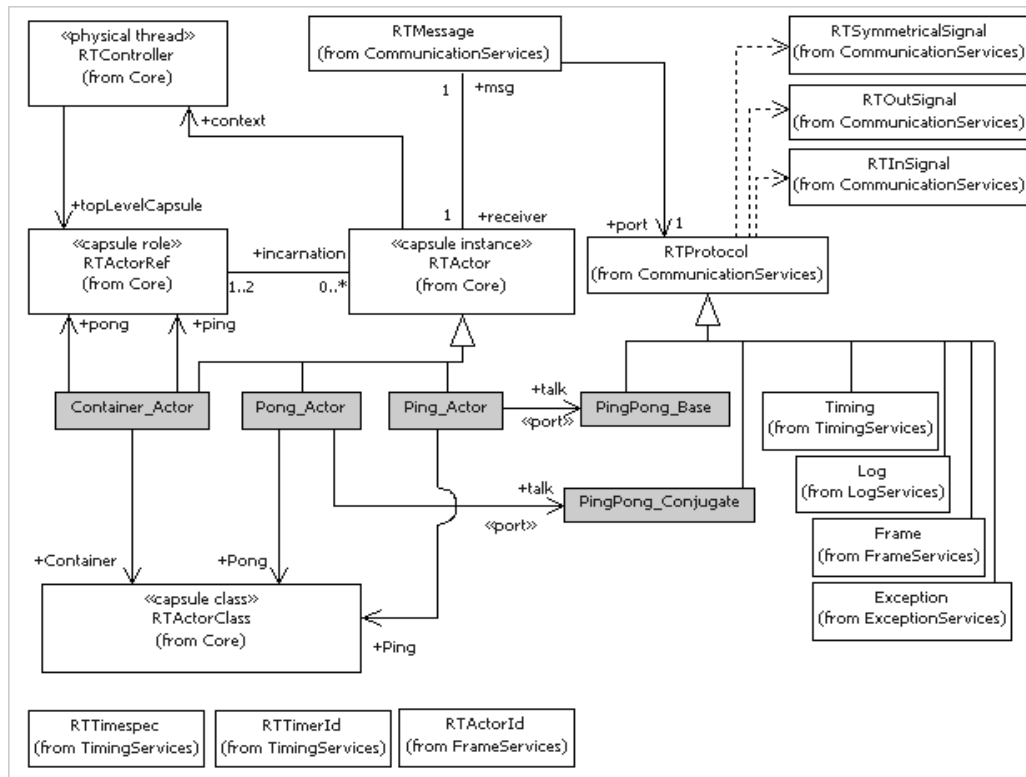 «physical thread»
RTController
(from Core)
RTMessage
(from CommunicationServices)
RTSymmetricalSignal
(from CommunicationServices)
RTOutSignal
(from CommunicationServices)
RTInSignal
(from CommunicationServices)
1
+msg
+context
+topLevelCapsule
1
+receiver
+port
1
«capsule role»
RTActorRef
(from Core)
+incarnation
1..2
0..*
«capsule instance»
RTActor
(from Core)
RTProtocol
(from CommunicationServices)
+pong
+ping
Container_Actor
Pong_Actor
Ping_Actor
+talk
«port»
PingPong_Base
Timing
(from TimingServices)
Log
(from LogServices)
+talk
«port»
PingPong_Conjugate
Frame
(from FrameServices)
Exception
(from ExceptionServices)
+Container
+Pong
+Ping
«capsule class»
RTActorClass
(from Core)
RTTimespec
(from TimingServices)
RTTimerId
(from TimingServices)
RTActorId
(from FrameServices)